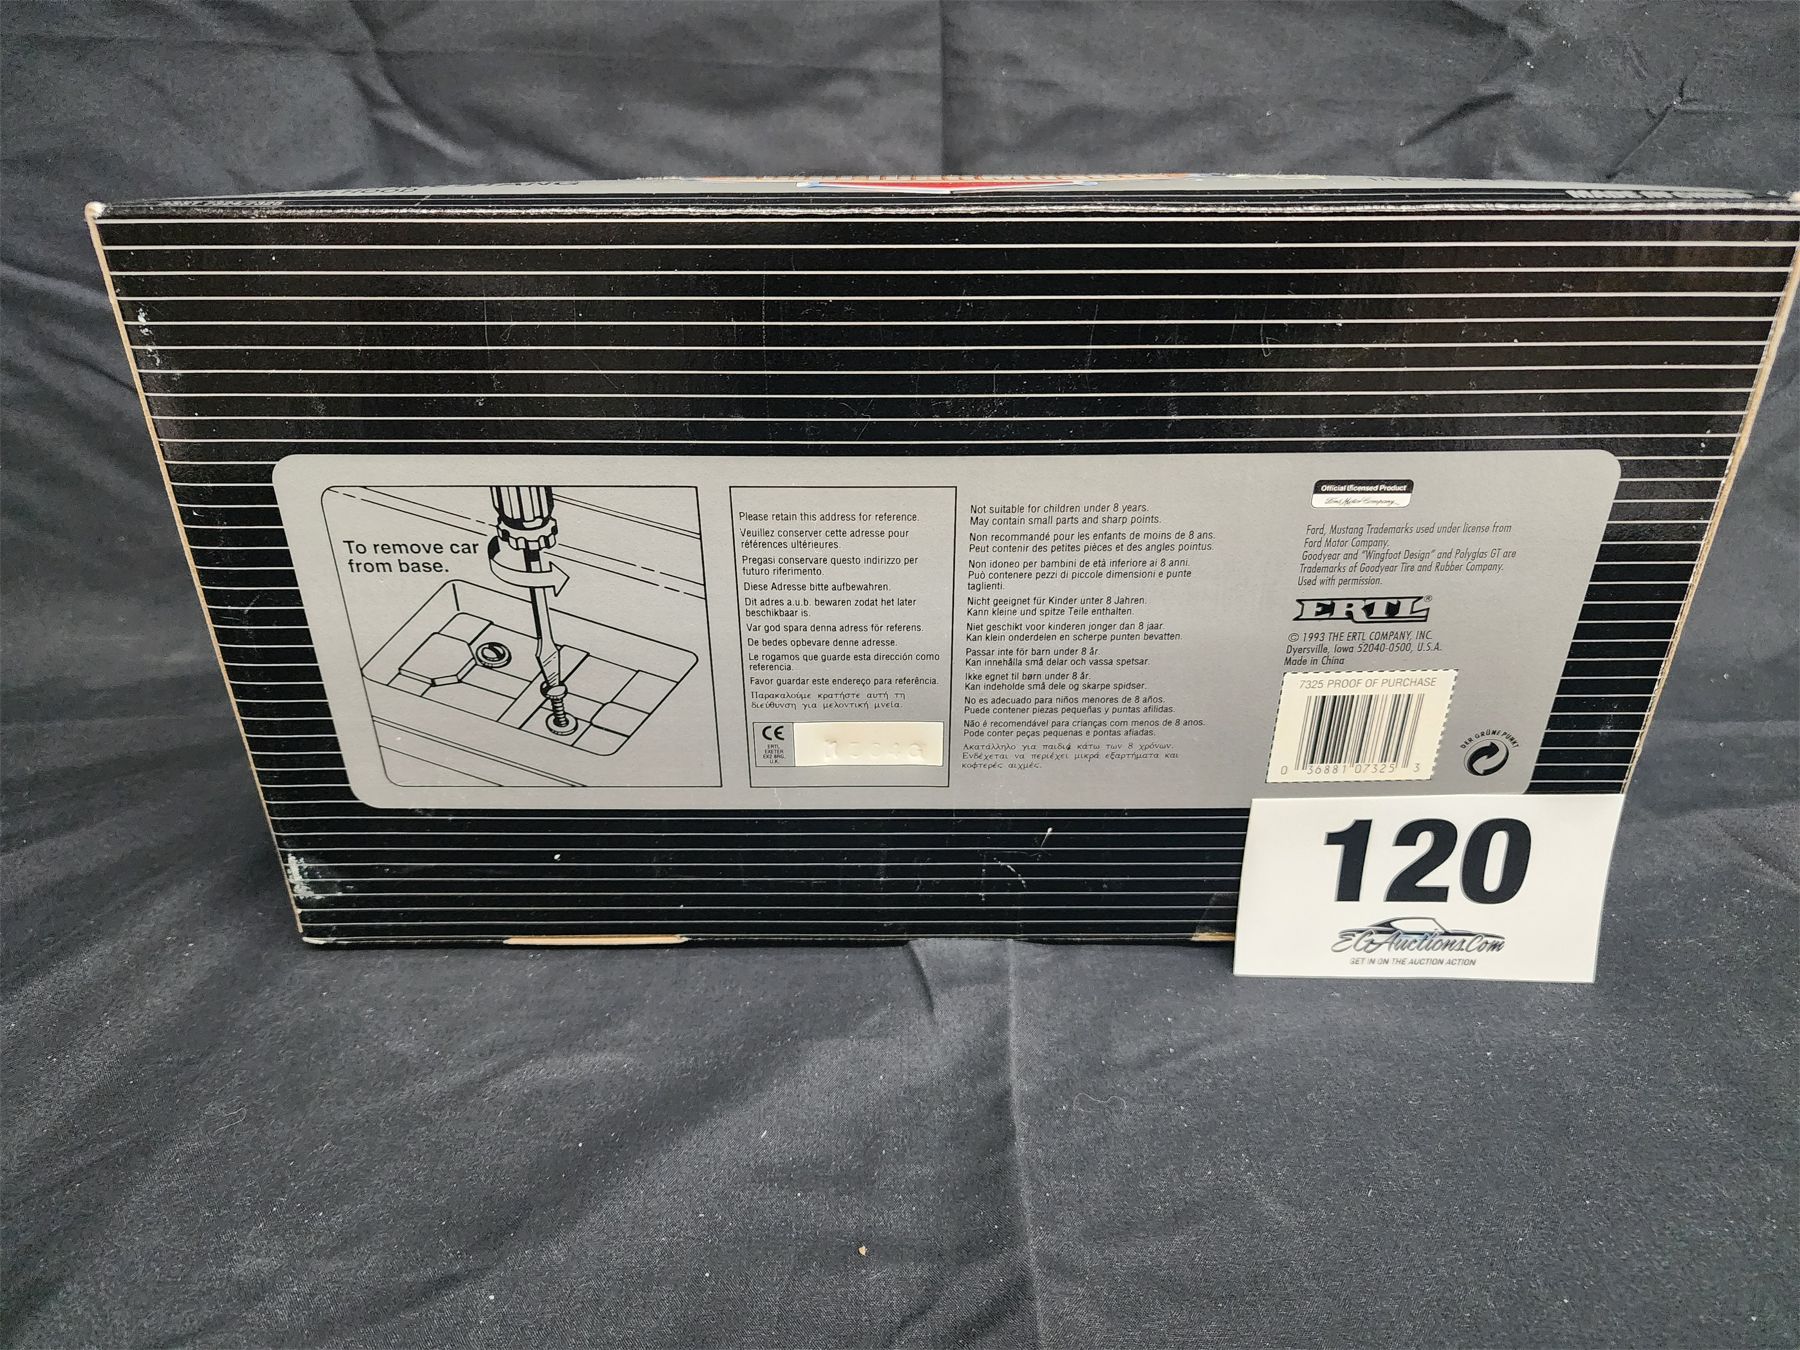 To remove car
from base.
Please retain this address for reference.
Veuillez conserver cette adresse pour
références ultérieures.
Pregasi conservare questo indirizzo per
futuro riferimento.
Diese Adresse bitte aufbewahren.
Dit adres a.u.b. bewaren zodat het later
beschikbaar is.
Var god spara denna adress för referens.
De bedes opbevare denne adresse.
Le rogamos que guarde esta dirección como
referencia.
Favor guardar este endereço para referência.
Παρακαλούμε κρατήστε αυτή τη
διεύθυνση για μελοντική μνεία.
CE
ERTL
EXETER
EX2 8RG,
U.K.
Not suitable for children under 8 years.
May contain small parts and sharp points.
Non recommandé pour les enfants de moins de 8 ans.
Peut contenir des petites pièces et des angles pointus.
Non idoneo per bambini de età inferiore ai 8 anni.
Può contenere pezzi di piccole dimensioni e punte
taglienti.
Nicht geeignet für Kinder unter 8 Jahren.
Kann kleine und spitze Teile enthalten.
Niet geschikt voor kinderen jonger dan 8 jaar.
Kan klein onderdelen en scherpe punten bevatten.
Passar inte för barn under 8 år.
Kan innehålla små delar och vassa spetsar.
Ikke egnet til børn under 8 år.
Kan indeholde små dele og skarpe spidser.
No es adecuado para niños menores de 8 años.
Puede contener piezas pequeñas y puntas afilidas.
Não é recomendável para crianças com menos de 8 anos.
Pode conter peças pequenas e pontas afiadas.
Ακατάλληλο για παιδιά κάτω των 8 χρόνων.
Ενδέχεται να περιέχει μικρά εξαρτήματα και
κοφτερές αιχμές.
Official Licensed Product
Ford Motor Company
Ford, Mustang Trademarks used under license from
Ford Motor Company.
Goodyear and "Wingfoot Design" and Polyglas GT are
Trademarks of Goodyear Tire and Rubber Company.
Used with permission.
ERTL®
© 1993 THE ERTL COMPANY, INC.
Dyersville, Iowa 52040-0500, U.S.A.
Made in China
7325 PROOF OF PURCHASE
0 36881 07325 3
DER GRÜNE PUNKT
120
EGAuctions.Com
GET IN ON THE AUCTION ACTION